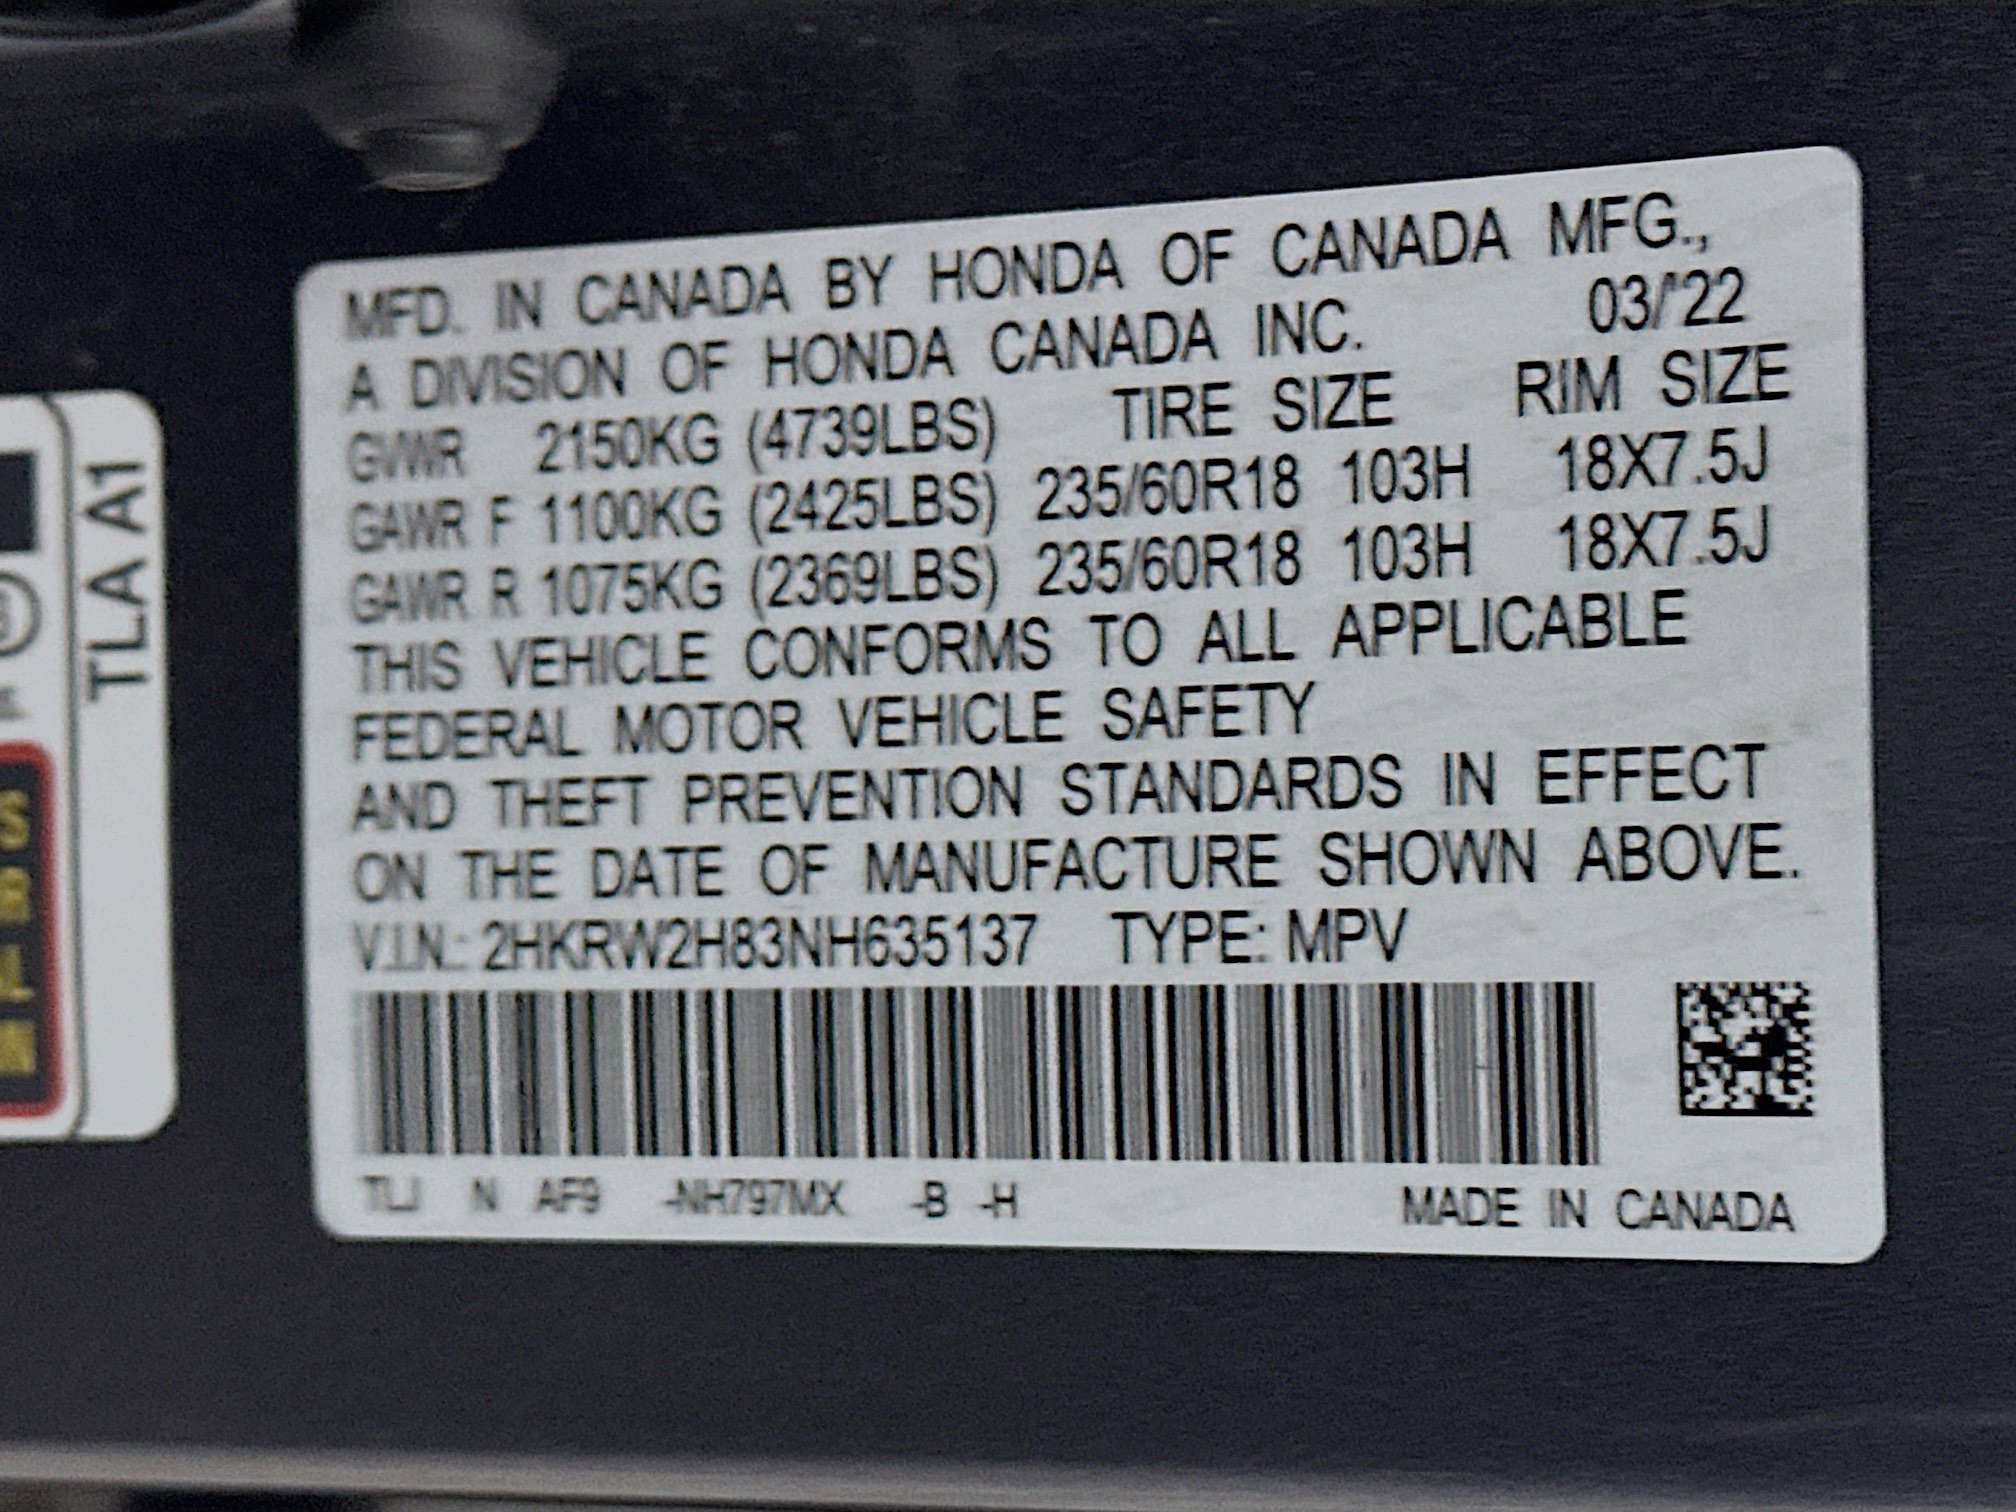 MFD. IN CANADA BY HONDA OF CANADA MFG.,
A DIVISION OF HONDA CANADA INC. 03/'22
GVWR 2150KG (4739LBS) TIRE SIZE RIM SIZE
GAWR F 1100KG (2425LBS) 235/60R18 103H 18X7.5J
GAWR R 1075KG (2369LBS) 235/60R18 103H 18X7.5J
THIS VEHICLE CONFORMS TO ALL APPLICABLE
FEDERAL MOTOR VEHICLE SAFETY
AND THEFT PREVENTION STANDARDS IN EFFECT
ON THE DATE OF MANUFACTURE SHOWN ABOVE.
V.I.N.: 2HKRW2H83NH635137 TYPE: MPV
TLJ N AF9 -NH797MX -B -H MADE IN CANADA
TLA A1